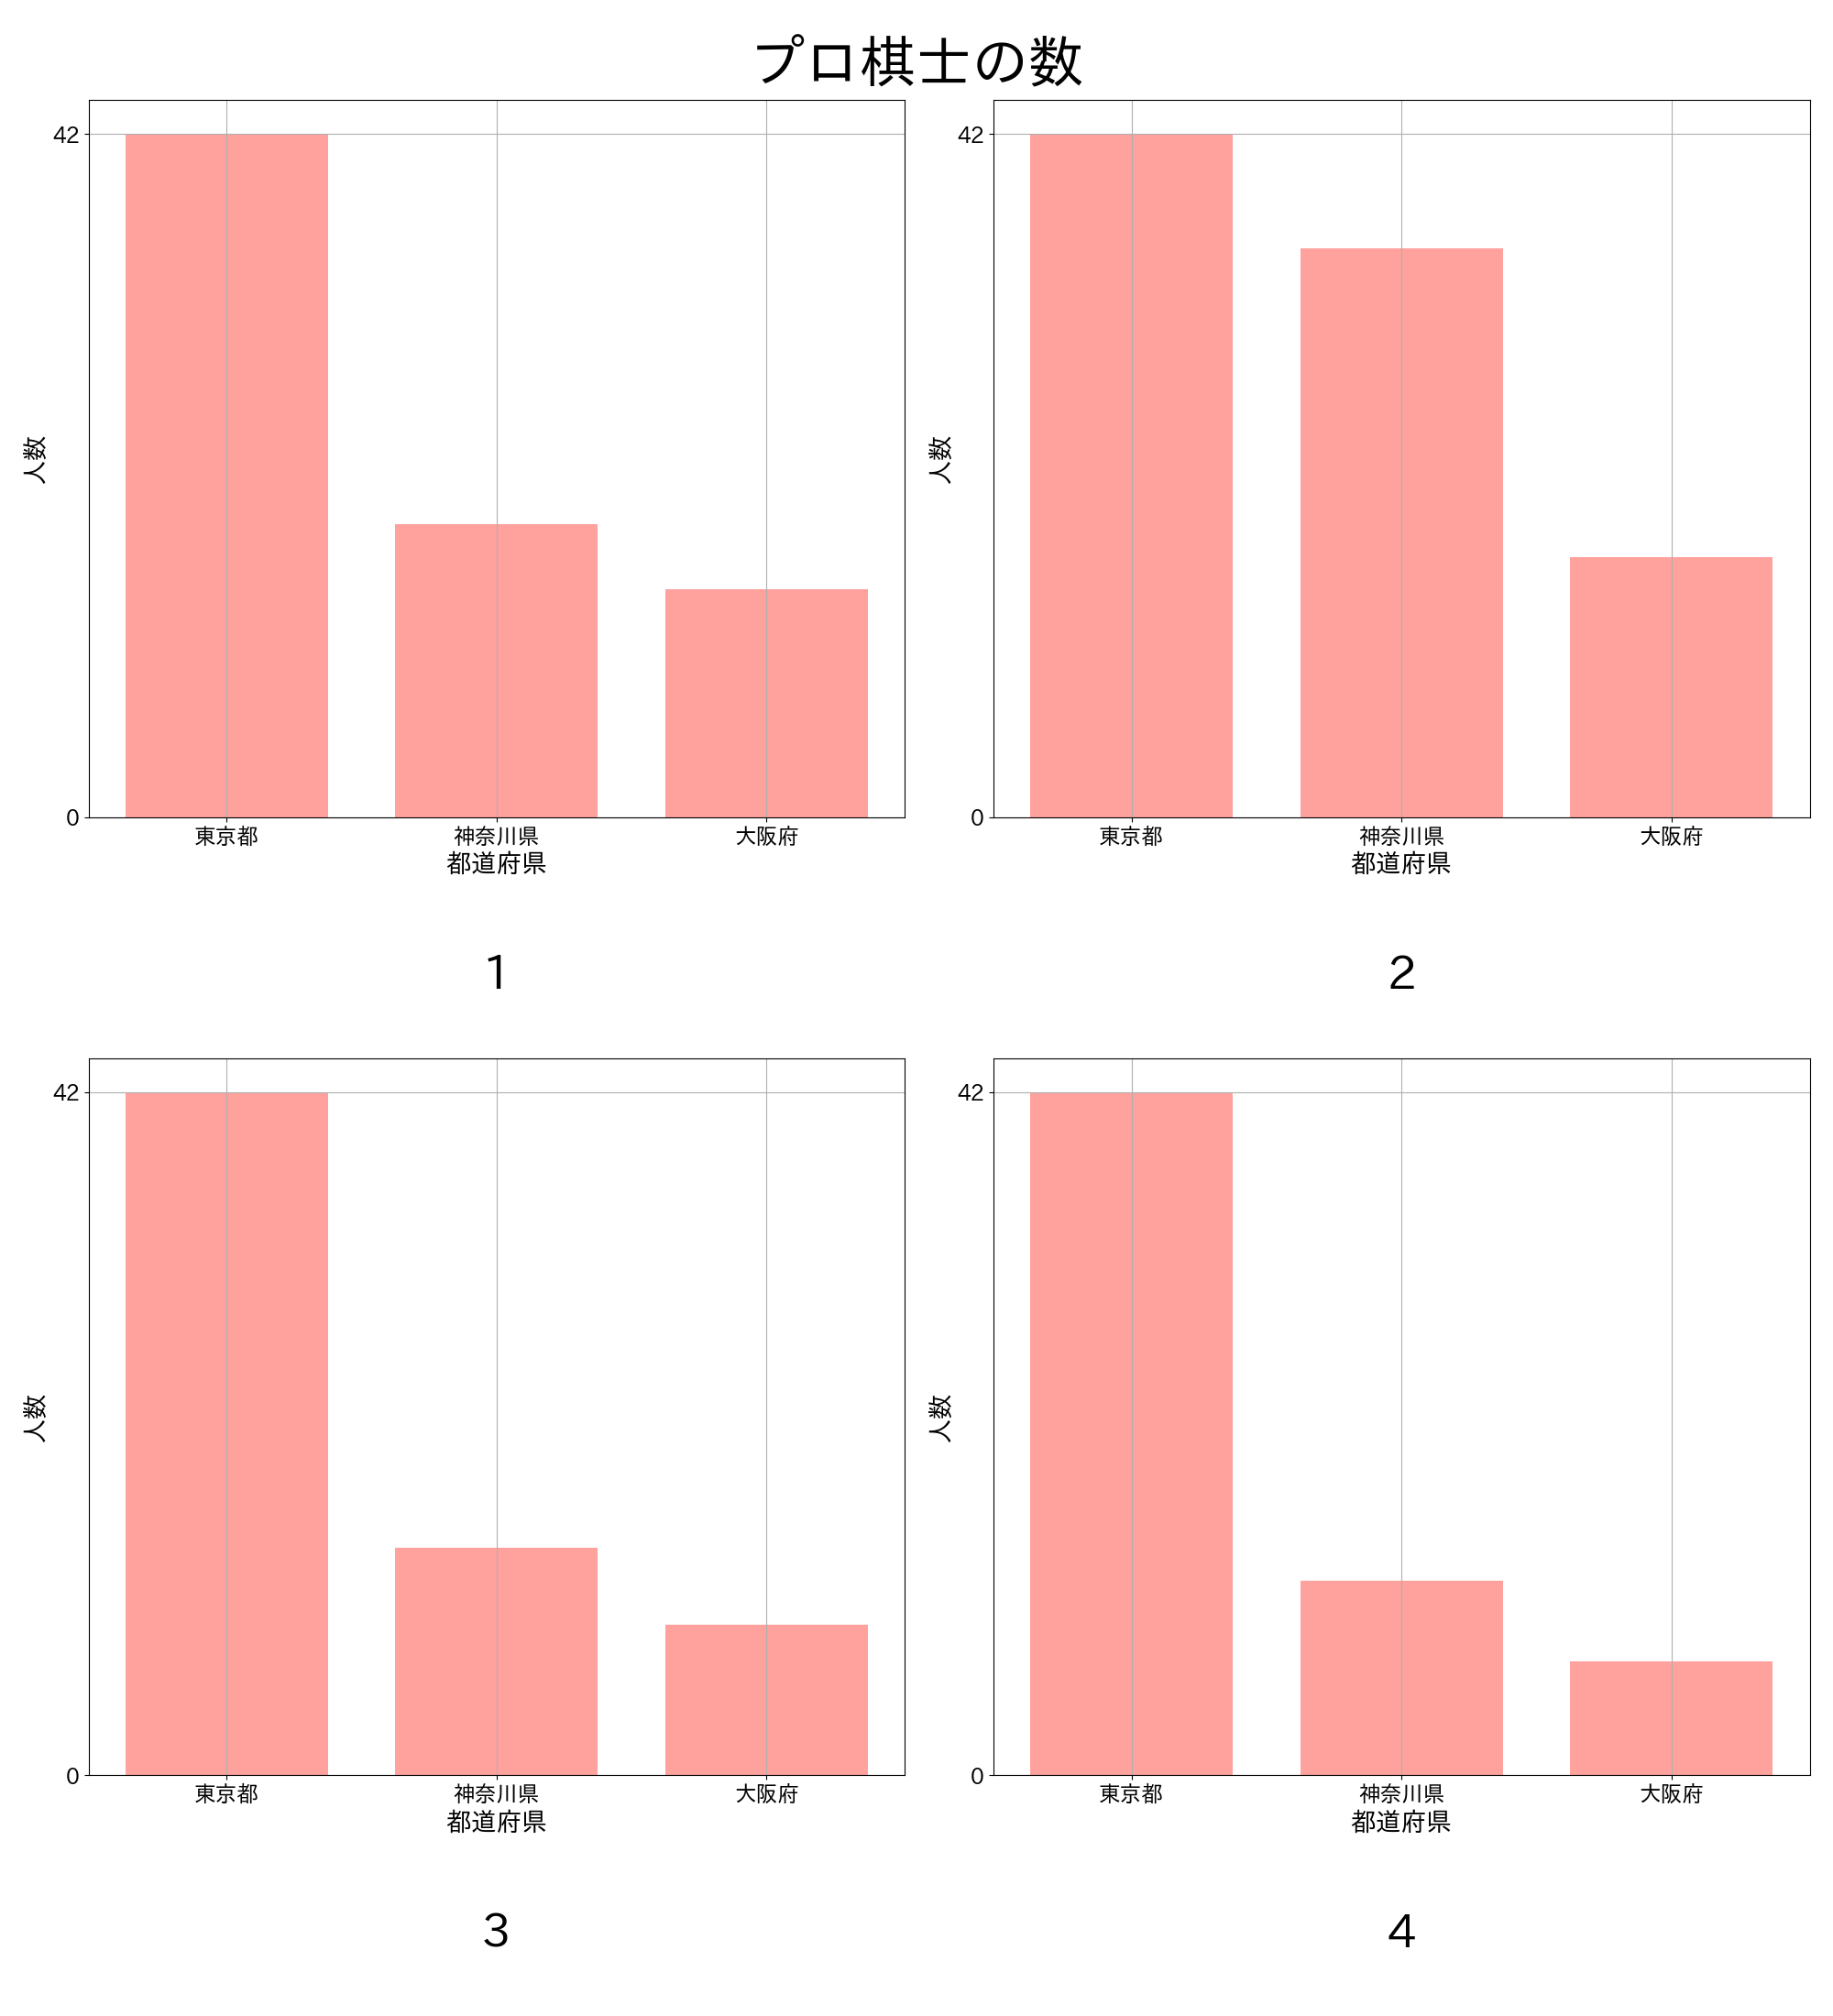 プロ棋士の数
42
人数
0
東京都 神奈川県 大阪府
都道府県
1
42
人数
0
東京都 神奈川県 大阪府
都道府県
2
42
人数
0
東京都 神奈川県 大阪府
都道府県
3
42
人数
0
東京都 神奈川県 大阪府
都道府県
4